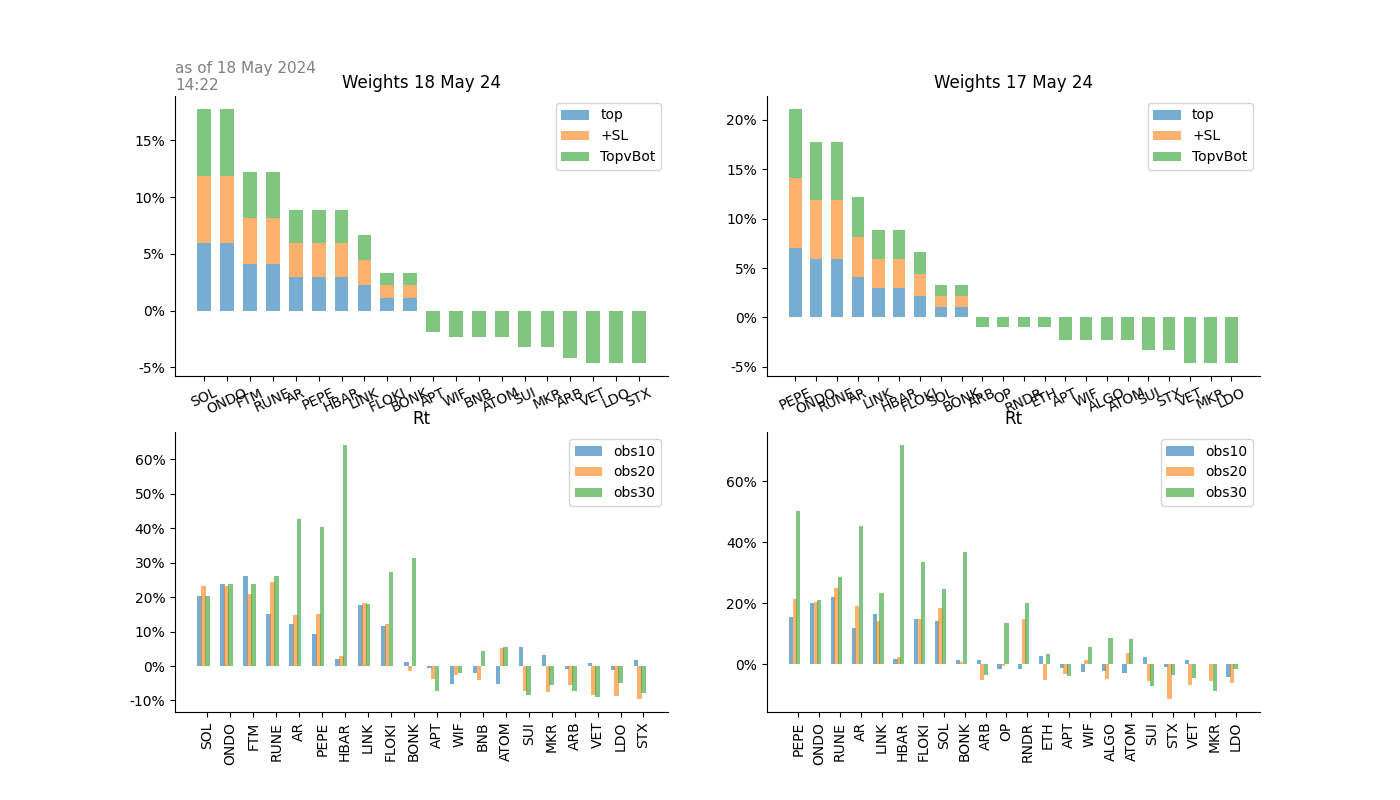 as of 18 May 2024
14:22
Weights 18 May 24
15%
10%
5%
0%
-5%
top
+SL
TopvBot
SOL ONDO FTM RUNE AR PEPE HBAR LINK FLOKI BONK APT WIF BNB ATOM SUI MKR ARB VET LDO STX
Weights 17 May 24
20%
15%
10%
5%
0%
-5%
top
+SL
TopvBot
PEPE ONDO RUNE AR LINK HBAR FLOKI SOL BONK ARB OP RNDR ETH APT WIF ALGO ATOM SUI STX VET MKR LDO
Rt
60%
50%
40%
30%
20%
10%
0%
-10%
obs10
obs20
obs30
SOL ONDO FTM RUNE AR PEPE HBAR LINK FLOKI BONK APT WIF BNB ATOM SUI MKR ARB VET LDO STX
Rt
60%
40%
20%
0%
obs10
obs20
obs30
PEPE ONDO RUNE AR LINK HBAR FLOKI SOL BONK ARB OP RNDR ETH APT WIF ALGO ATOM SUI STX VET MKR LDO